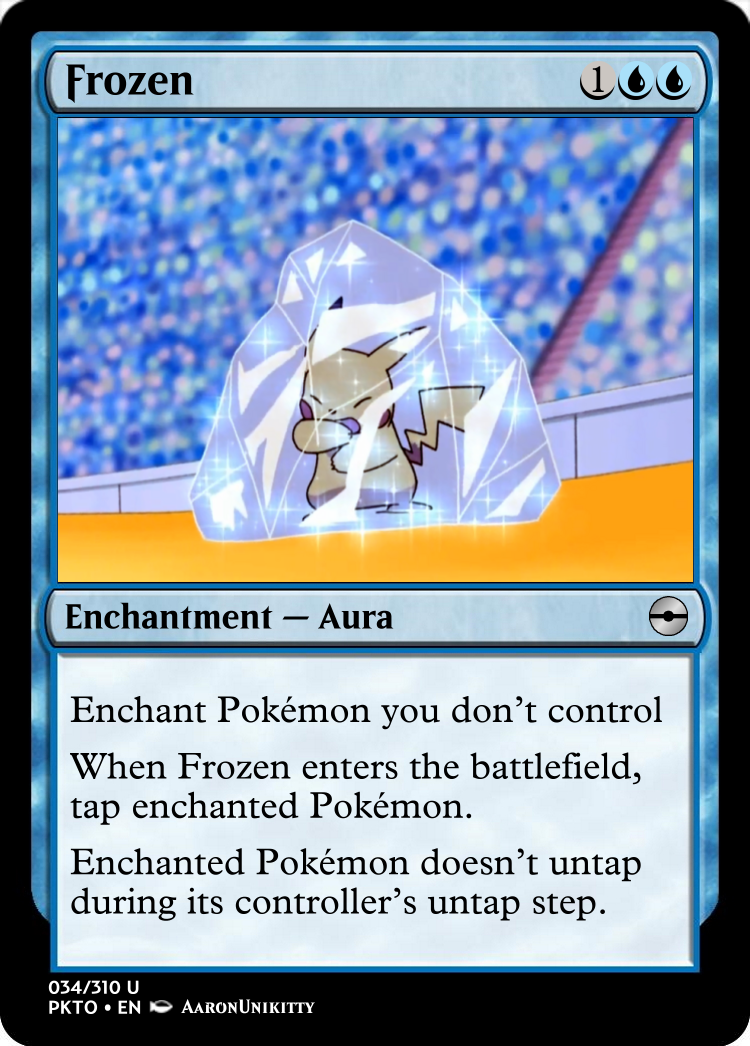 Frozen 1
Enchantment — Aura
Enchant Pokémon you don't control
When Frozen enters the battlefield,
tap enchanted Pokémon.
Enchanted Pokémon doesn't untap
during its controller's untap step.
034/310 U
PKTO • EN AaronUnikitty